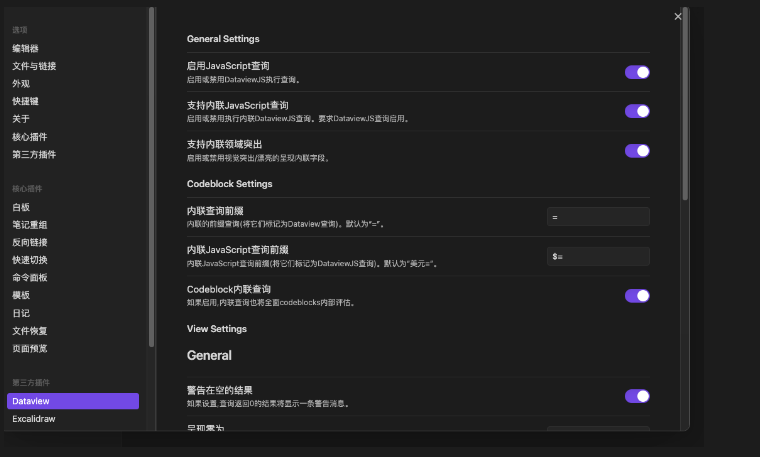 选项
编辑器
文件与链接
外观
快捷键
关于
核心插件
第三方插件
核心插件
白板
笔记重组
反向链接
快速切换
命令面板
模板
日记
文件恢复
页面预览
第三方插件
Dataview
Excalidraw
General Settings
启用JavaScript查询
启用或禁用DataviewJS执行查询。
支持内联JavaScript查询
启用或禁用执行内联DataviewJS查询。要求DataviewJS查询启用。
支持内联领域突出
启用或禁用视觉突出/漂亮的呈现内联字段。
Codeblock Settings
内联查询前缀
内联的前缀查询(将它们标记为Dataview查询)。默认为“=”。
=
内联JavaScript查询前缀
内联JavaScript查询前缀(将它们标记为DataviewJS查询)。默认为“美元=”。
$=
Codeblock内联查询
如果启用,内联查询也将全面codeblocks内部评估。
View Settings
General
警告在空的结果
如果设置,查询返回0的结果将显示一条警告消息。
呈现零为